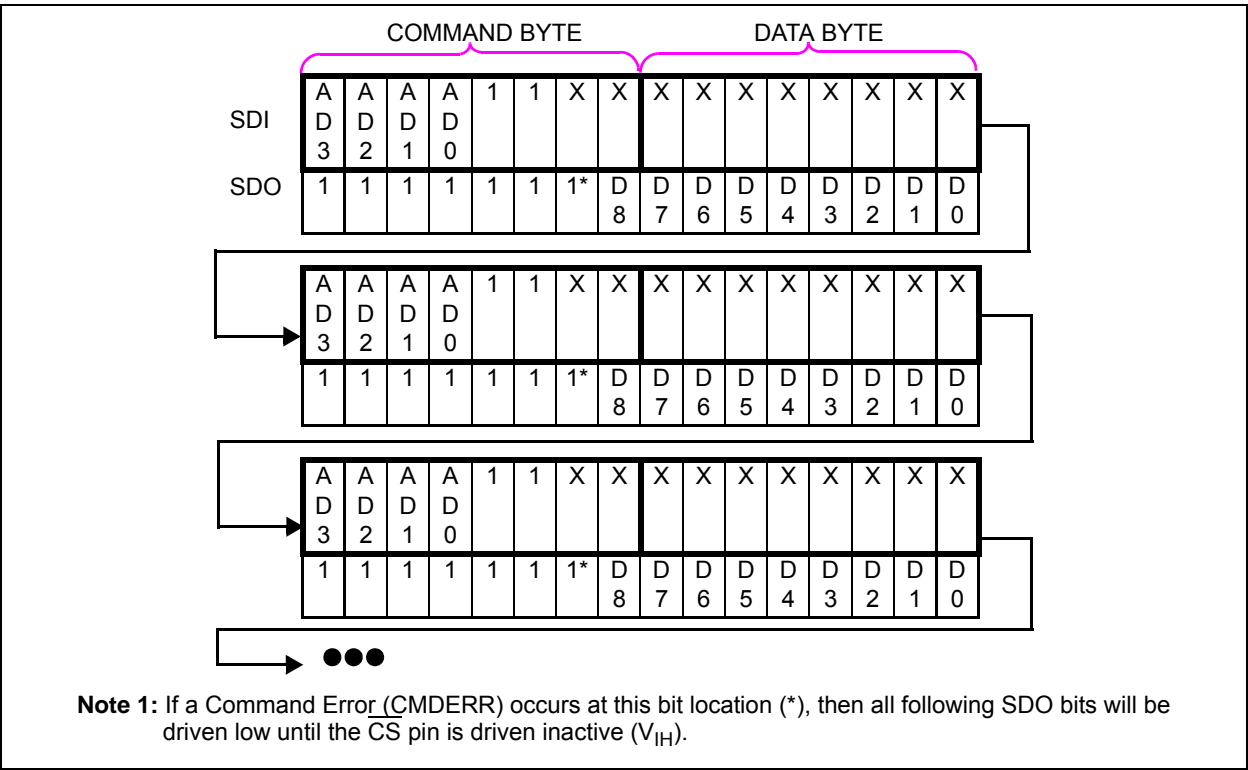 COMMAND BYTE DATA BYTE
SDI
A A A A 1 1 X X X X X X X X X X
D D D D
3 2 1 0
SDO 1 1 1 1 1 1 1* D D D D D D D D D
8 7 6 5 4 3 2 1 0
A A A A 1 1 X X X X X X X X X X
D D D D
3 2 1 0
1 1 1 1 1 1 1* D D D D D D D D D
8 7 6 5 4 3 2 1 0
A A A A 1 1 X X X X X X X X X X
D D D D
3 2 1 0
1 1 1 1 1 1 1* D D D D D D D D D
8 7 6 5 4 3 2 1 0
Note 1: If a Command Error (CMDERR) occurs at this bit location (*), then all following SDO bits will be
driven low until the CS pin is driven inactive (VIH).